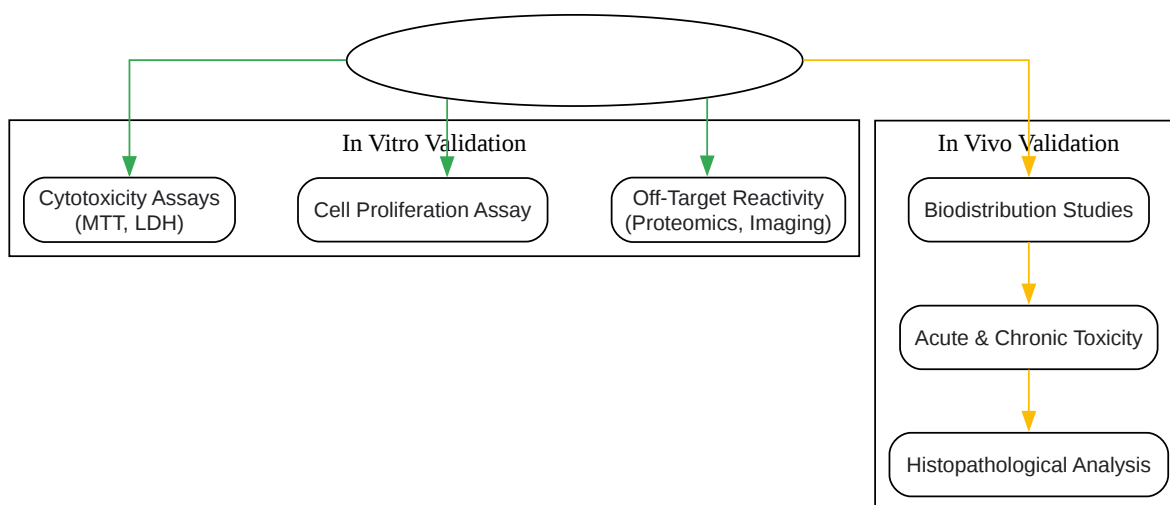 In Vitro Validation
Cytotoxicity Assays
(MTT, LDH)
Cell Proliferation Assay
Off-Target Reactivity
(Proteomics, Imaging)
In Vivo Validation
Biodistribution Studies
Acute & Chronic Toxicity
Histopathological Analysis